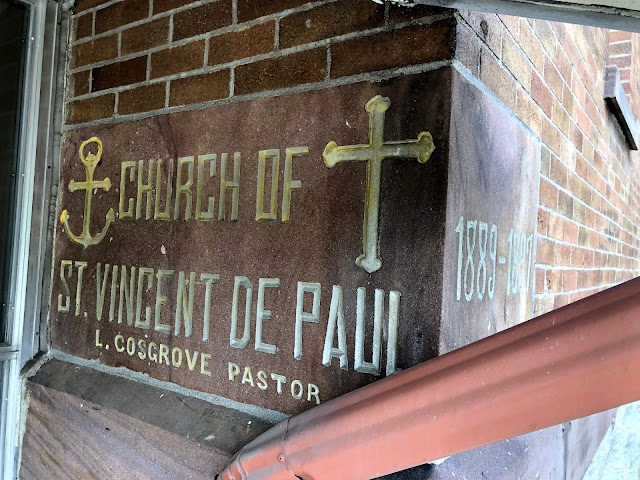 CHURCH OF
ST. VINCENT DE PAUL
L. COSGROVE PASTOR